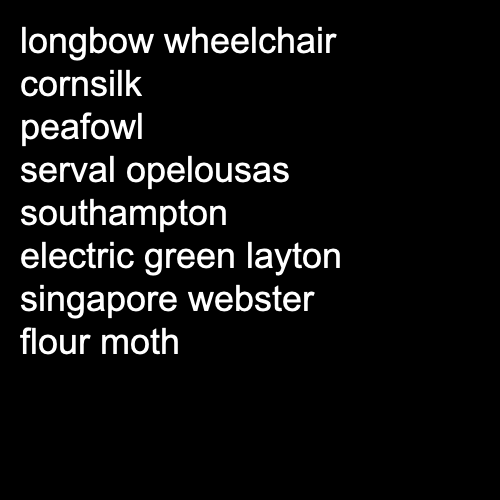 longbow wheelchair
cornsilk
peafowl
serval opelousas
southampton
electric green layton
singapore webster
flour moth